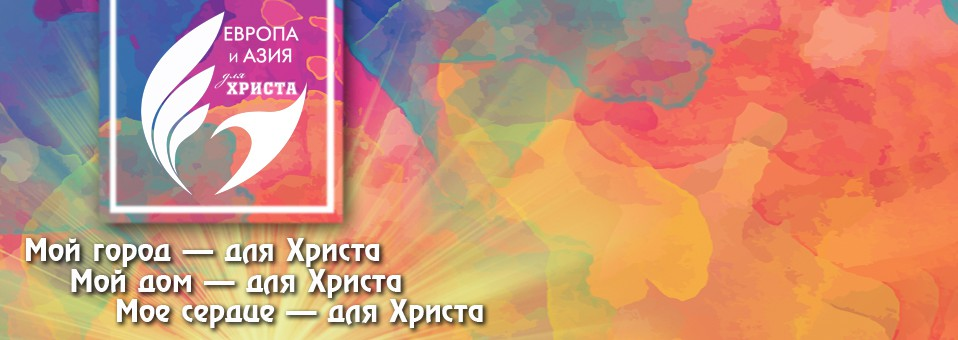 ЕВРОПА
и АЗИЯ
для
ХРИСТА
Мой город — для Христа
Мой дом — для Христа
Мое сердце — для Христа